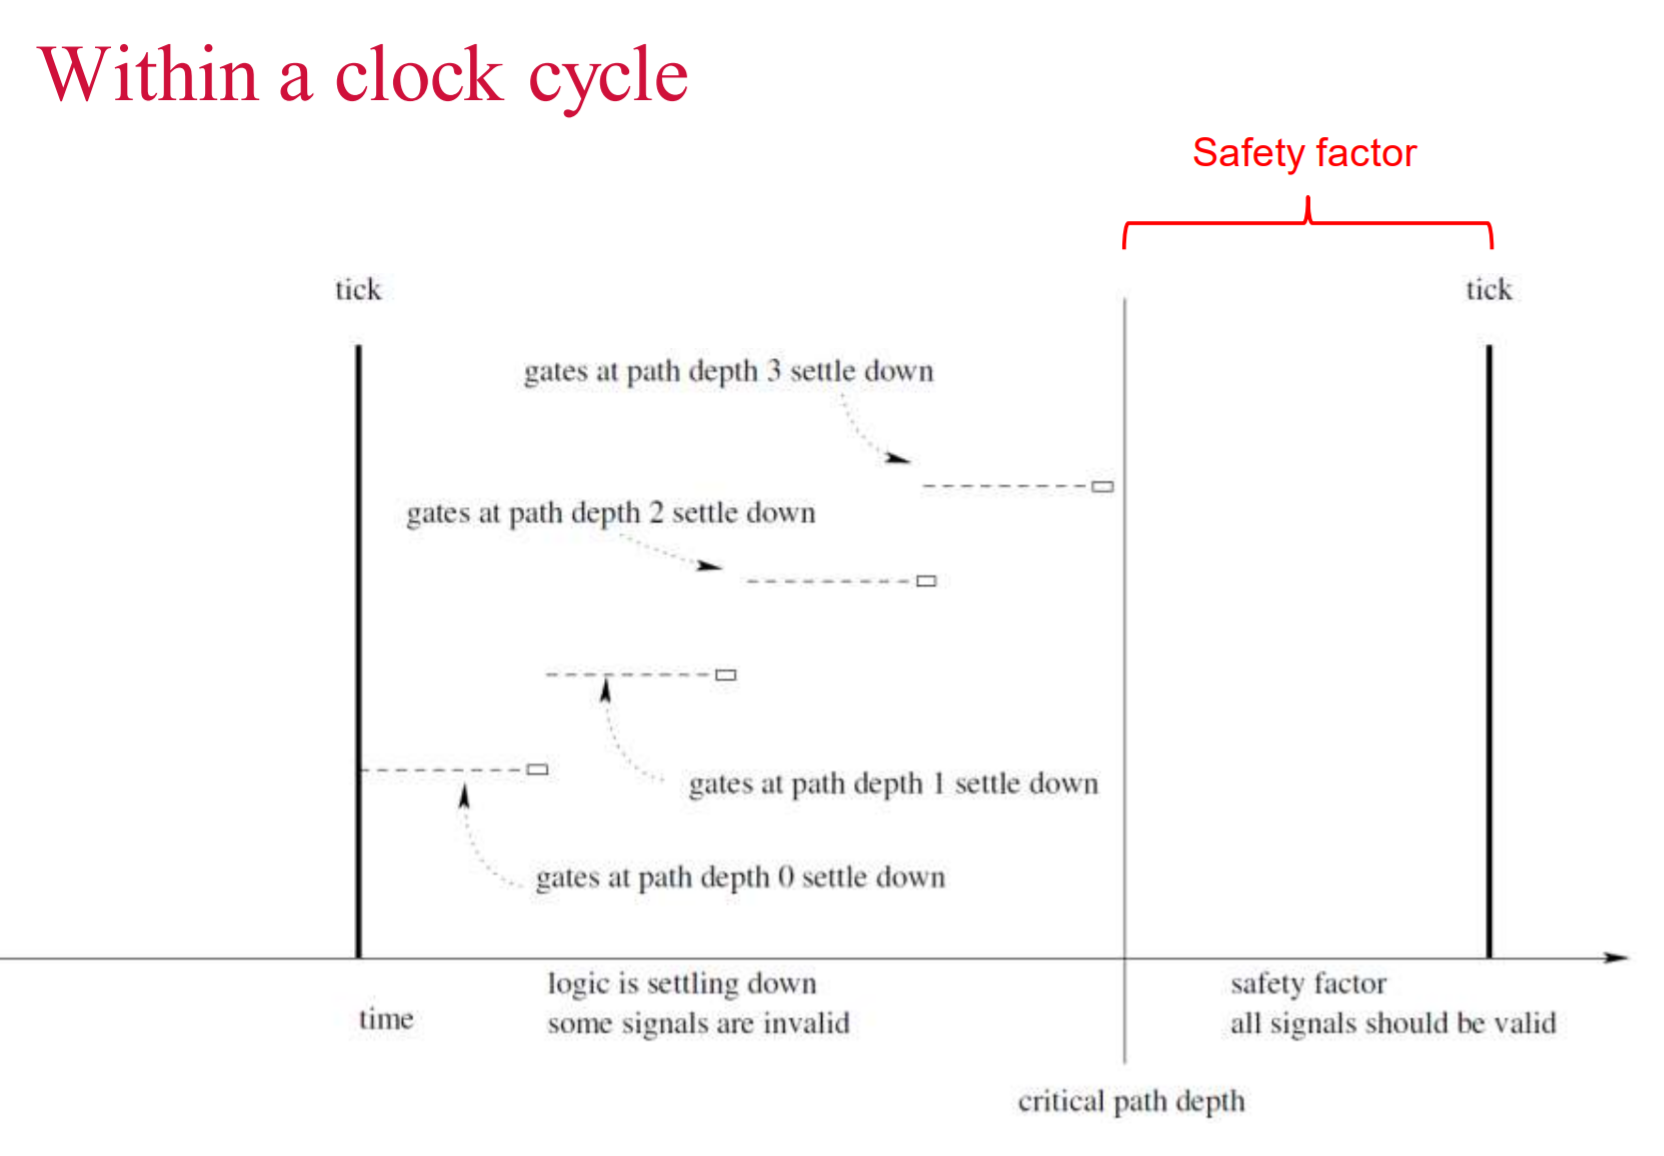 Within a clock cycle
Safety factor
tick
tick
gates at path depth 3 settle down
gates at path depth 2 settle down
gates at path depth 1 settle down
gates at path depth 0 settle down
time
logic is settling down
some signals are invalid
safety factor
all signals should be valid
critical path depth